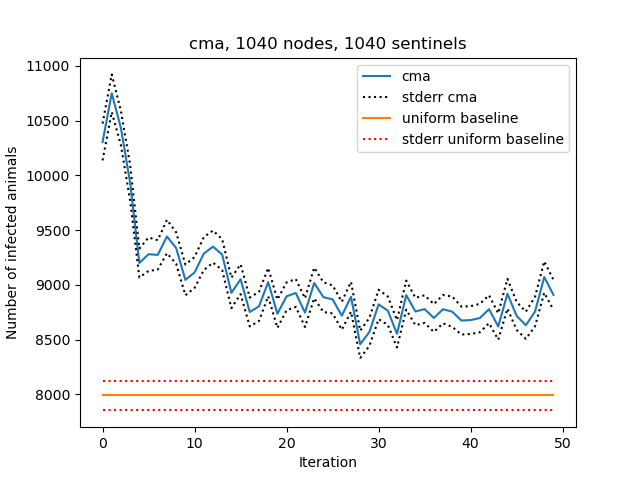 cma, 1040 nodes, 1040 sentinels
11000
10500
10000
9500
9000
8500
8000
Number of infected animals
cma
stderr cma
uniform baseline
stderr uniform baseline
0
10
20
30
40
50
Iteration